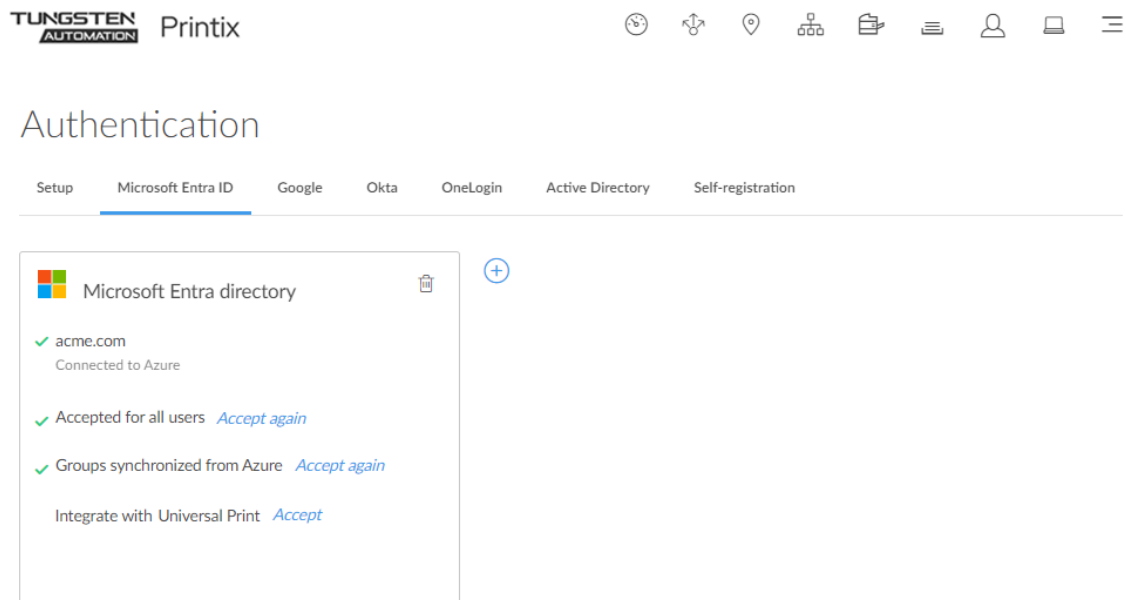 TUNGSTEN
AUTOMATION
Printix
Authentication
Setup Microsoft Entra ID Google Okta OneLogin Active Directory Self-registration
Microsoft Entra directory
acme.com
Connected to Azure
Accepted for all users Accept again
Groups synchronized from Azure Accept again
Integrate with Universal Print Accept